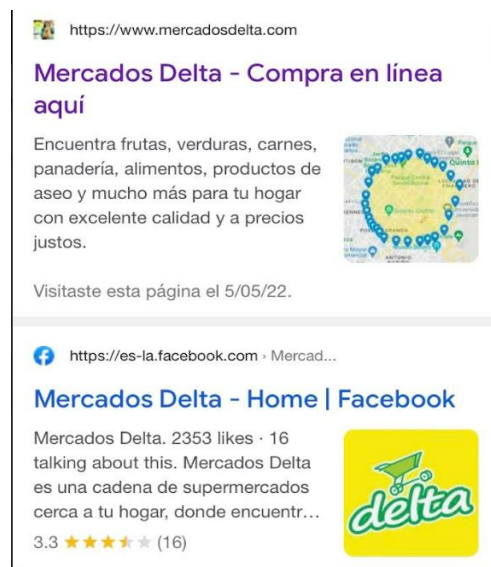 https://www.mercadosdelta.com
Mercados Delta - Compra en línea
aquí
Encuentra frutas, verduras, carnes,
panadería, alimentos, productos de
aseo y mucho más para tu hogar
con excelente calidad y a precios
justos.
Visitaste esta página el 5/05/22.
https://es-la.facebook.com › Mercad...
Mercados Delta - Home | Facebook
Mercados Delta. 2353 likes · 16
talking about this. Mercados Delta
es una cadena de supermercados
cerca a tu hogar, donde encuentr...
delta
3.3 ★★★★★ (16)